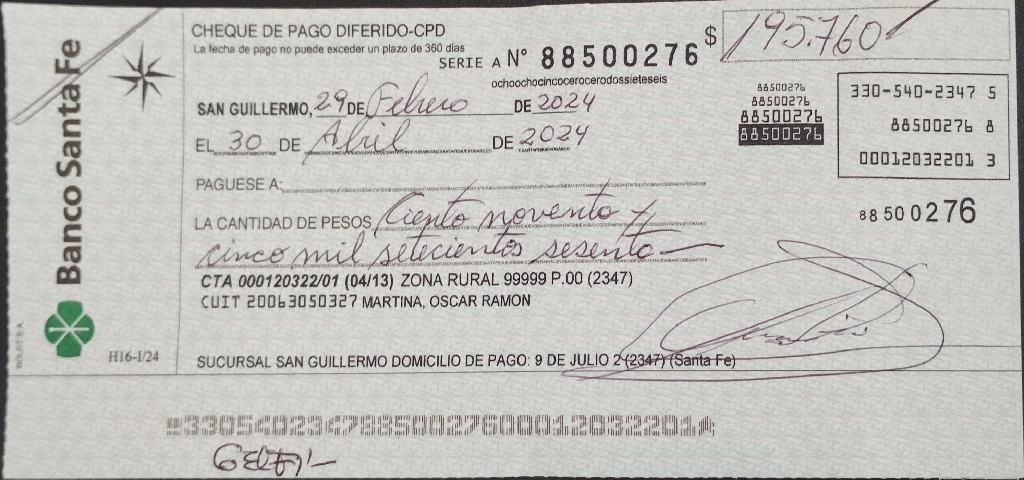 Banco Santa Fe
H16-I/24
CHEQUE DE PAGO DIFERIDO-CPD
La fecha de pago no puede exceder un plazo de 360 días
SERIE A Nº 88500276 $ 195.760
ochoochocincocerocerodossieteseis
SAN GUILLERMO, 29 DE Febrero DE 2024
EL 30 DE Abril DE 2024
88500276
88500276
88500276
88500276
330-540-2347 5
88500276 8
00012032201 3
PAGUESE A:
88500276
LA CANTIDAD DE PESOS Ciento noventa y
cinco mil setecientos sesenta
CTA 000120322/01 (04/13) ZONA RURAL 99999 P.00 (2347)
CUIT 20063050327 MARTINA, OSCAR RAMON
SUCURSAL SAN GUILLERMO DOMICILIO DE PAGO: 9 DE JULIO 2 (2347) (Santa Fe)
33054023478850027600012032201